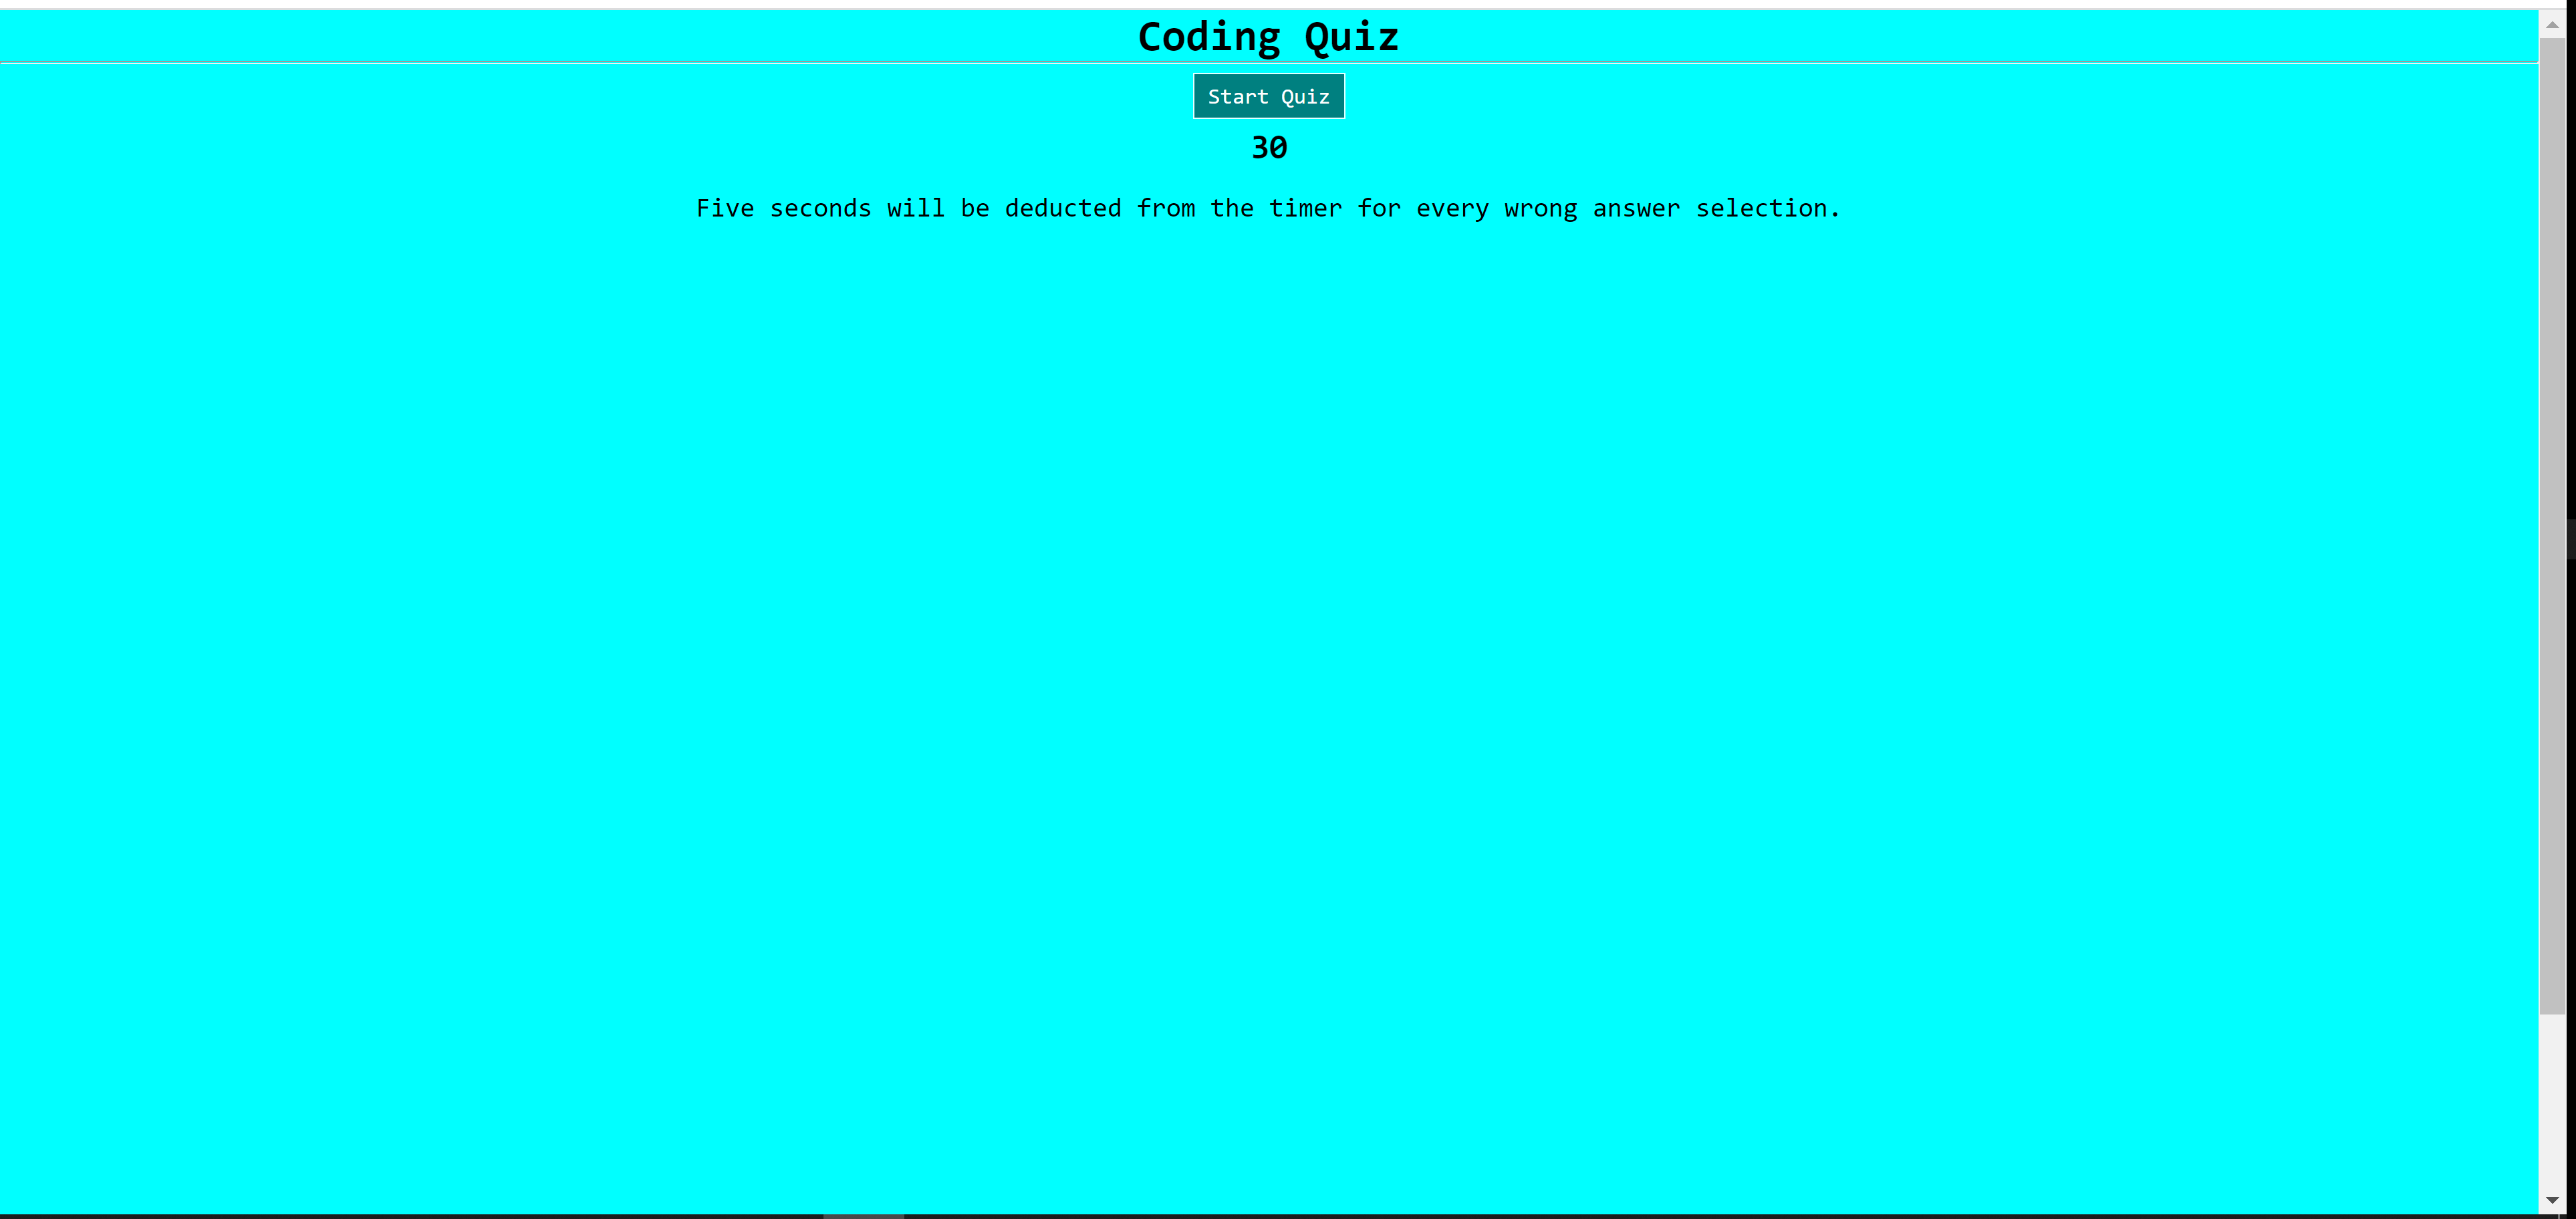 Coding Quiz
Start Quiz
30
Five seconds will be deducted from the timer for every wrong answer selection.